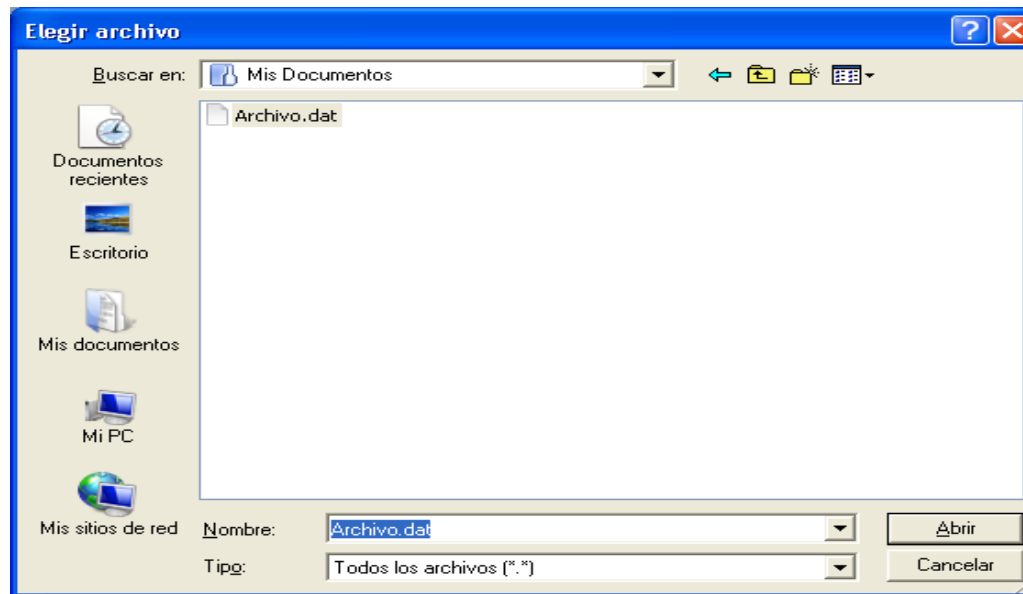 Elegir archivo
Buscar en: Mis Documentos
Archivo.dat
Documentos
recientes
Escritorio
Mis documentos
Mi PC
Mis sitios de red
Nombre: Archivo.dat Abrir
Tipo: Todos los archivos (*.*) Cancelar